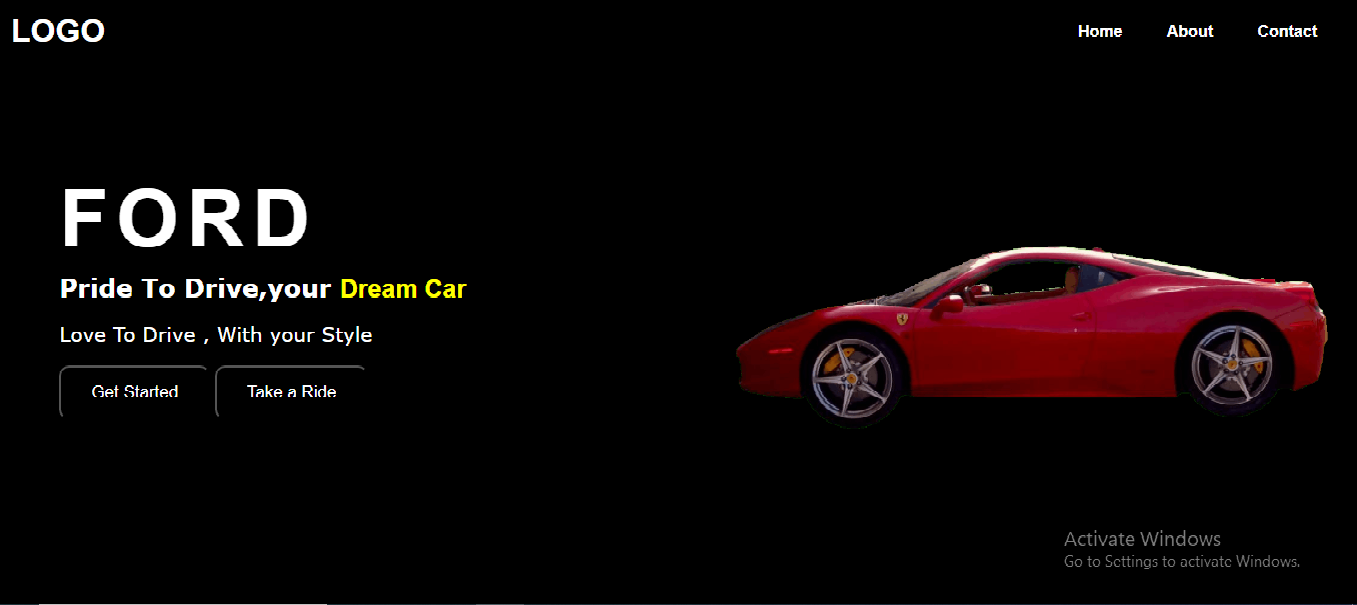 LOGO
Home About Contact
FORD
Pride To Drive,your Dream Car
Love To Drive , With your Style
Get Started Take a Ride
Activate Windows
Go to Settings to activate Windows.